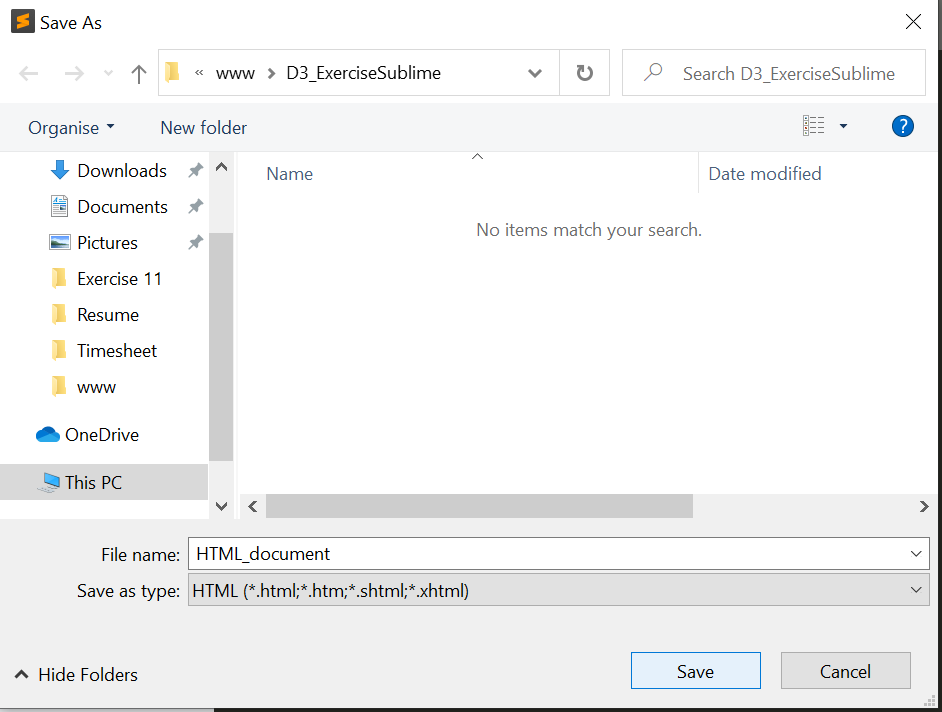 Save As
« www > D3_ExerciseSublime
Search D3_ExerciseSublime
Organise
New folder
?
Downloads
Documents
Pictures
Exercise 11
Resume
Timesheet
www
OneDrive
This PC
Name
Date modified
No items match your search.
File name: HTML_document
Save as type: HTML (*.html;*.htm;*.shtml;*.xhtml)
Hide Folders
Save
Cancel